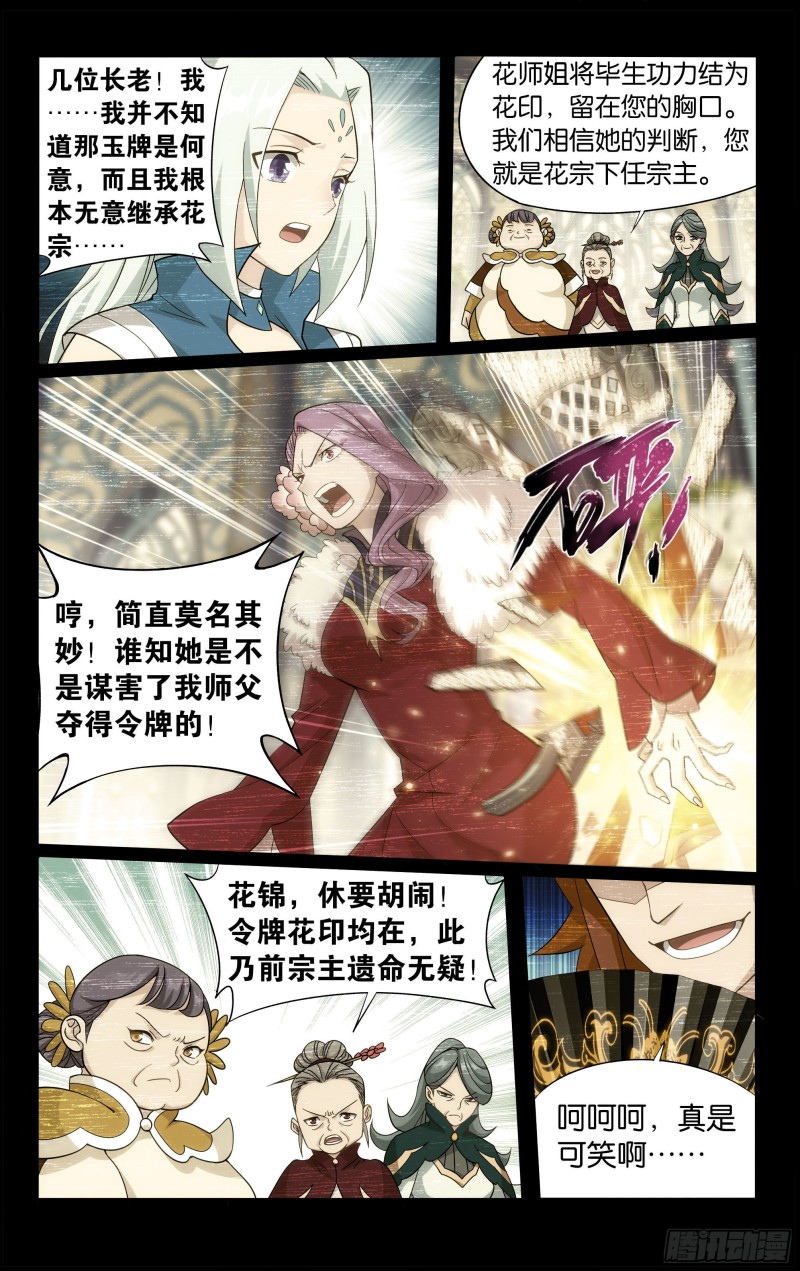 几位长老！我
……我并不知
道那玉牌是何
意，而且我根
本无意继承花
宗……
花师姐将毕生功力结为
花印，留在您的胸口。
我们相信她的判断，您
就是花宗下任宗主。
砰！
哼，简直莫名其
妙！谁知她是不
是谋害了我师父
夺得令牌的！
花锦，休要胡闹！
令牌花印均在，此
乃前宗主遗命无疑！
呵呵呵，真是
可笑啊……
腾讯动漫